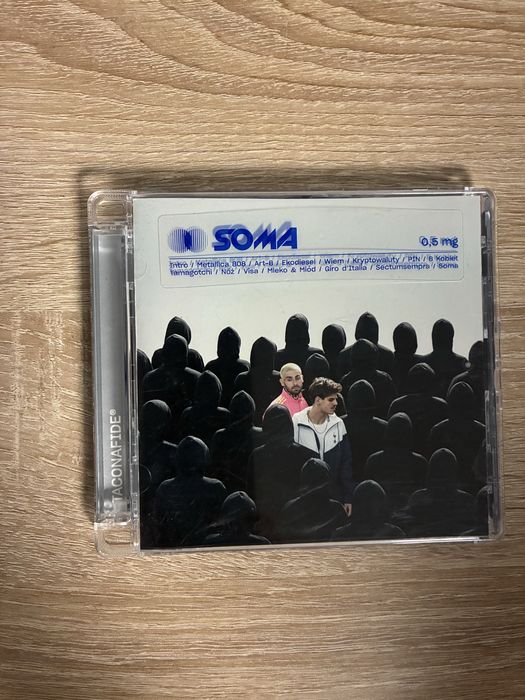 SOMA
0,5 mg
Intro / Metallica 808 / Art-B / Ekodiesel / Wiem / Kryptowaluty / PIN / 8 Kobiet
Tamagotchi / Nóż / Visa / Mleko & Miód / Giro d'Italia / Sectumsempra / Soma
TACONAFIDE®